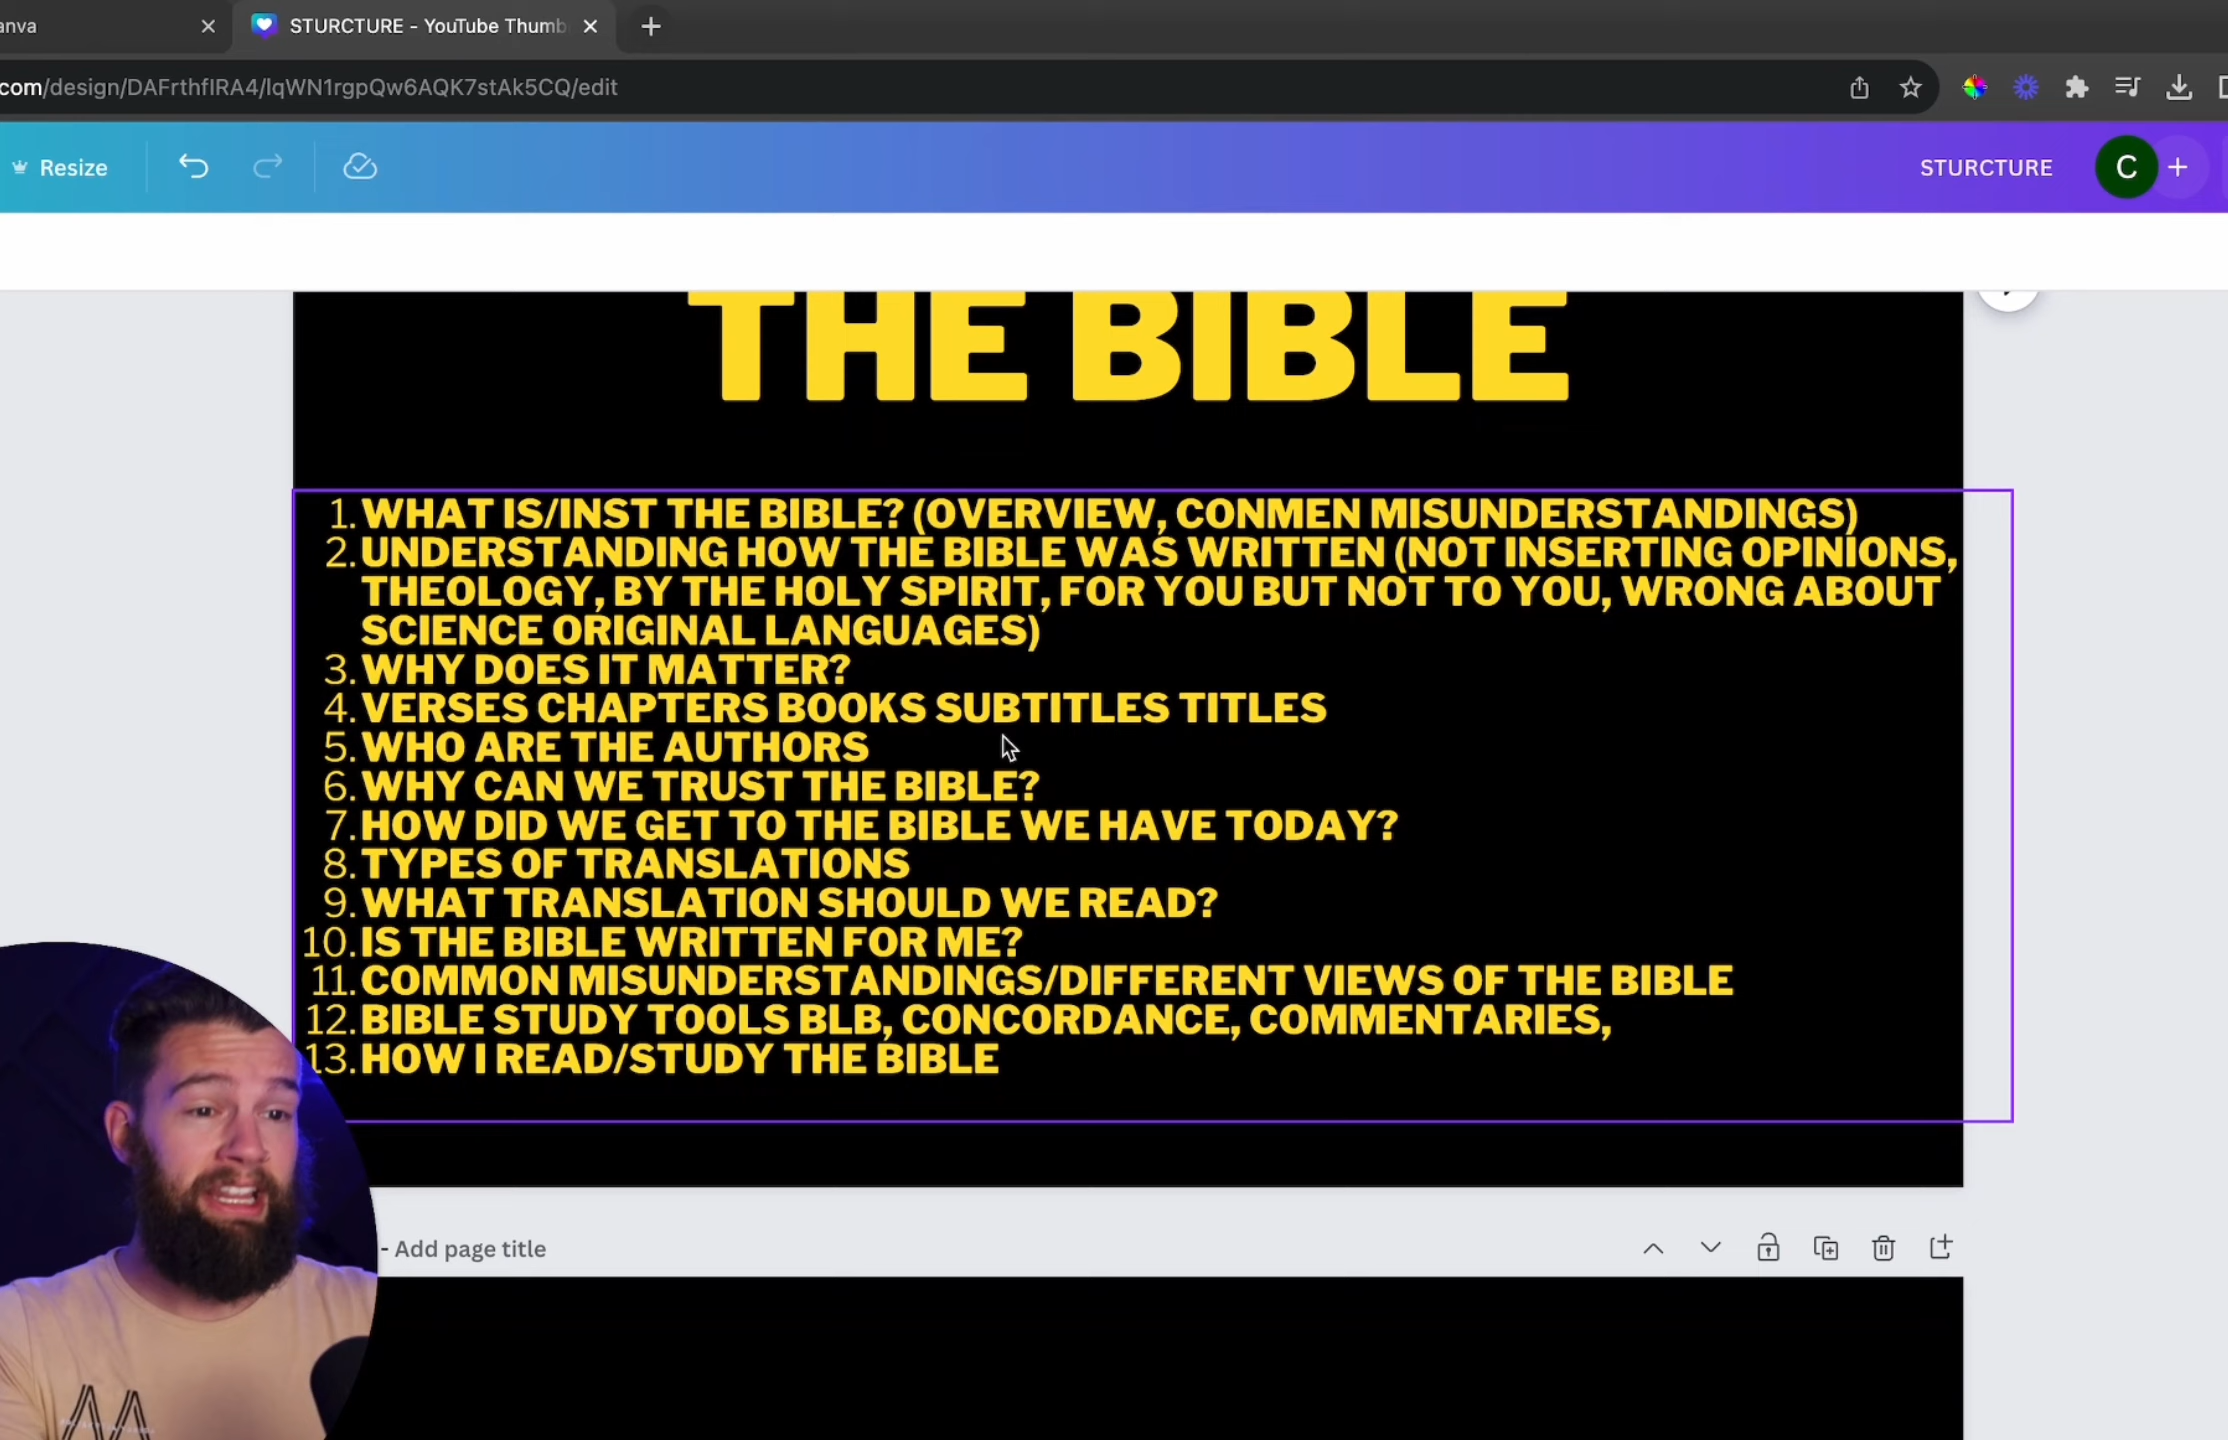 anva
STURCTURE - YouTube Thumb
com/design/DAFrthfIRA4/lqWN1rgpQw6AQK7stAk5CQ/edit
Resize
STURCTURE
C
THE BIBLE
1. WHAT IS/INST THE BIBLE? (OVERVIEW, CONMEN MISUNDERSTANDINGS)
2. UNDERSTANDING HOW THE BIBLE WAS WRITTEN (NOT INSERTING OPINIONS,
THEOLOGY, BY THE HOLY SPIRIT, FOR YOU BUT NOT TO YOU, WRONG ABOUT
SCIENCE ORIGINAL LANGUAGES)
3. WHY DOES IT MATTER?
4. VERSES CHAPTERS BOOKS SUBTITLES TITLES
5. WHO ARE THE AUTHORS
6. WHY CAN WE TRUST THE BIBLE?
7. HOW DID WE GET TO THE BIBLE WE HAVE TODAY?
8. TYPES OF TRANSLATIONS
9. WHAT TRANSLATION SHOULD WE READ?
10. IS THE BIBLE WRITTEN FOR ME?
11. COMMON MISUNDERSTANDINGS/DIFFERENT VIEWS OF THE BIBLE
12. BIBLE STUDY TOOLS BLB, CONCORDANCE, COMMENTARIES,
13. HOW I READ/STUDY THE BIBLE
- Add page title